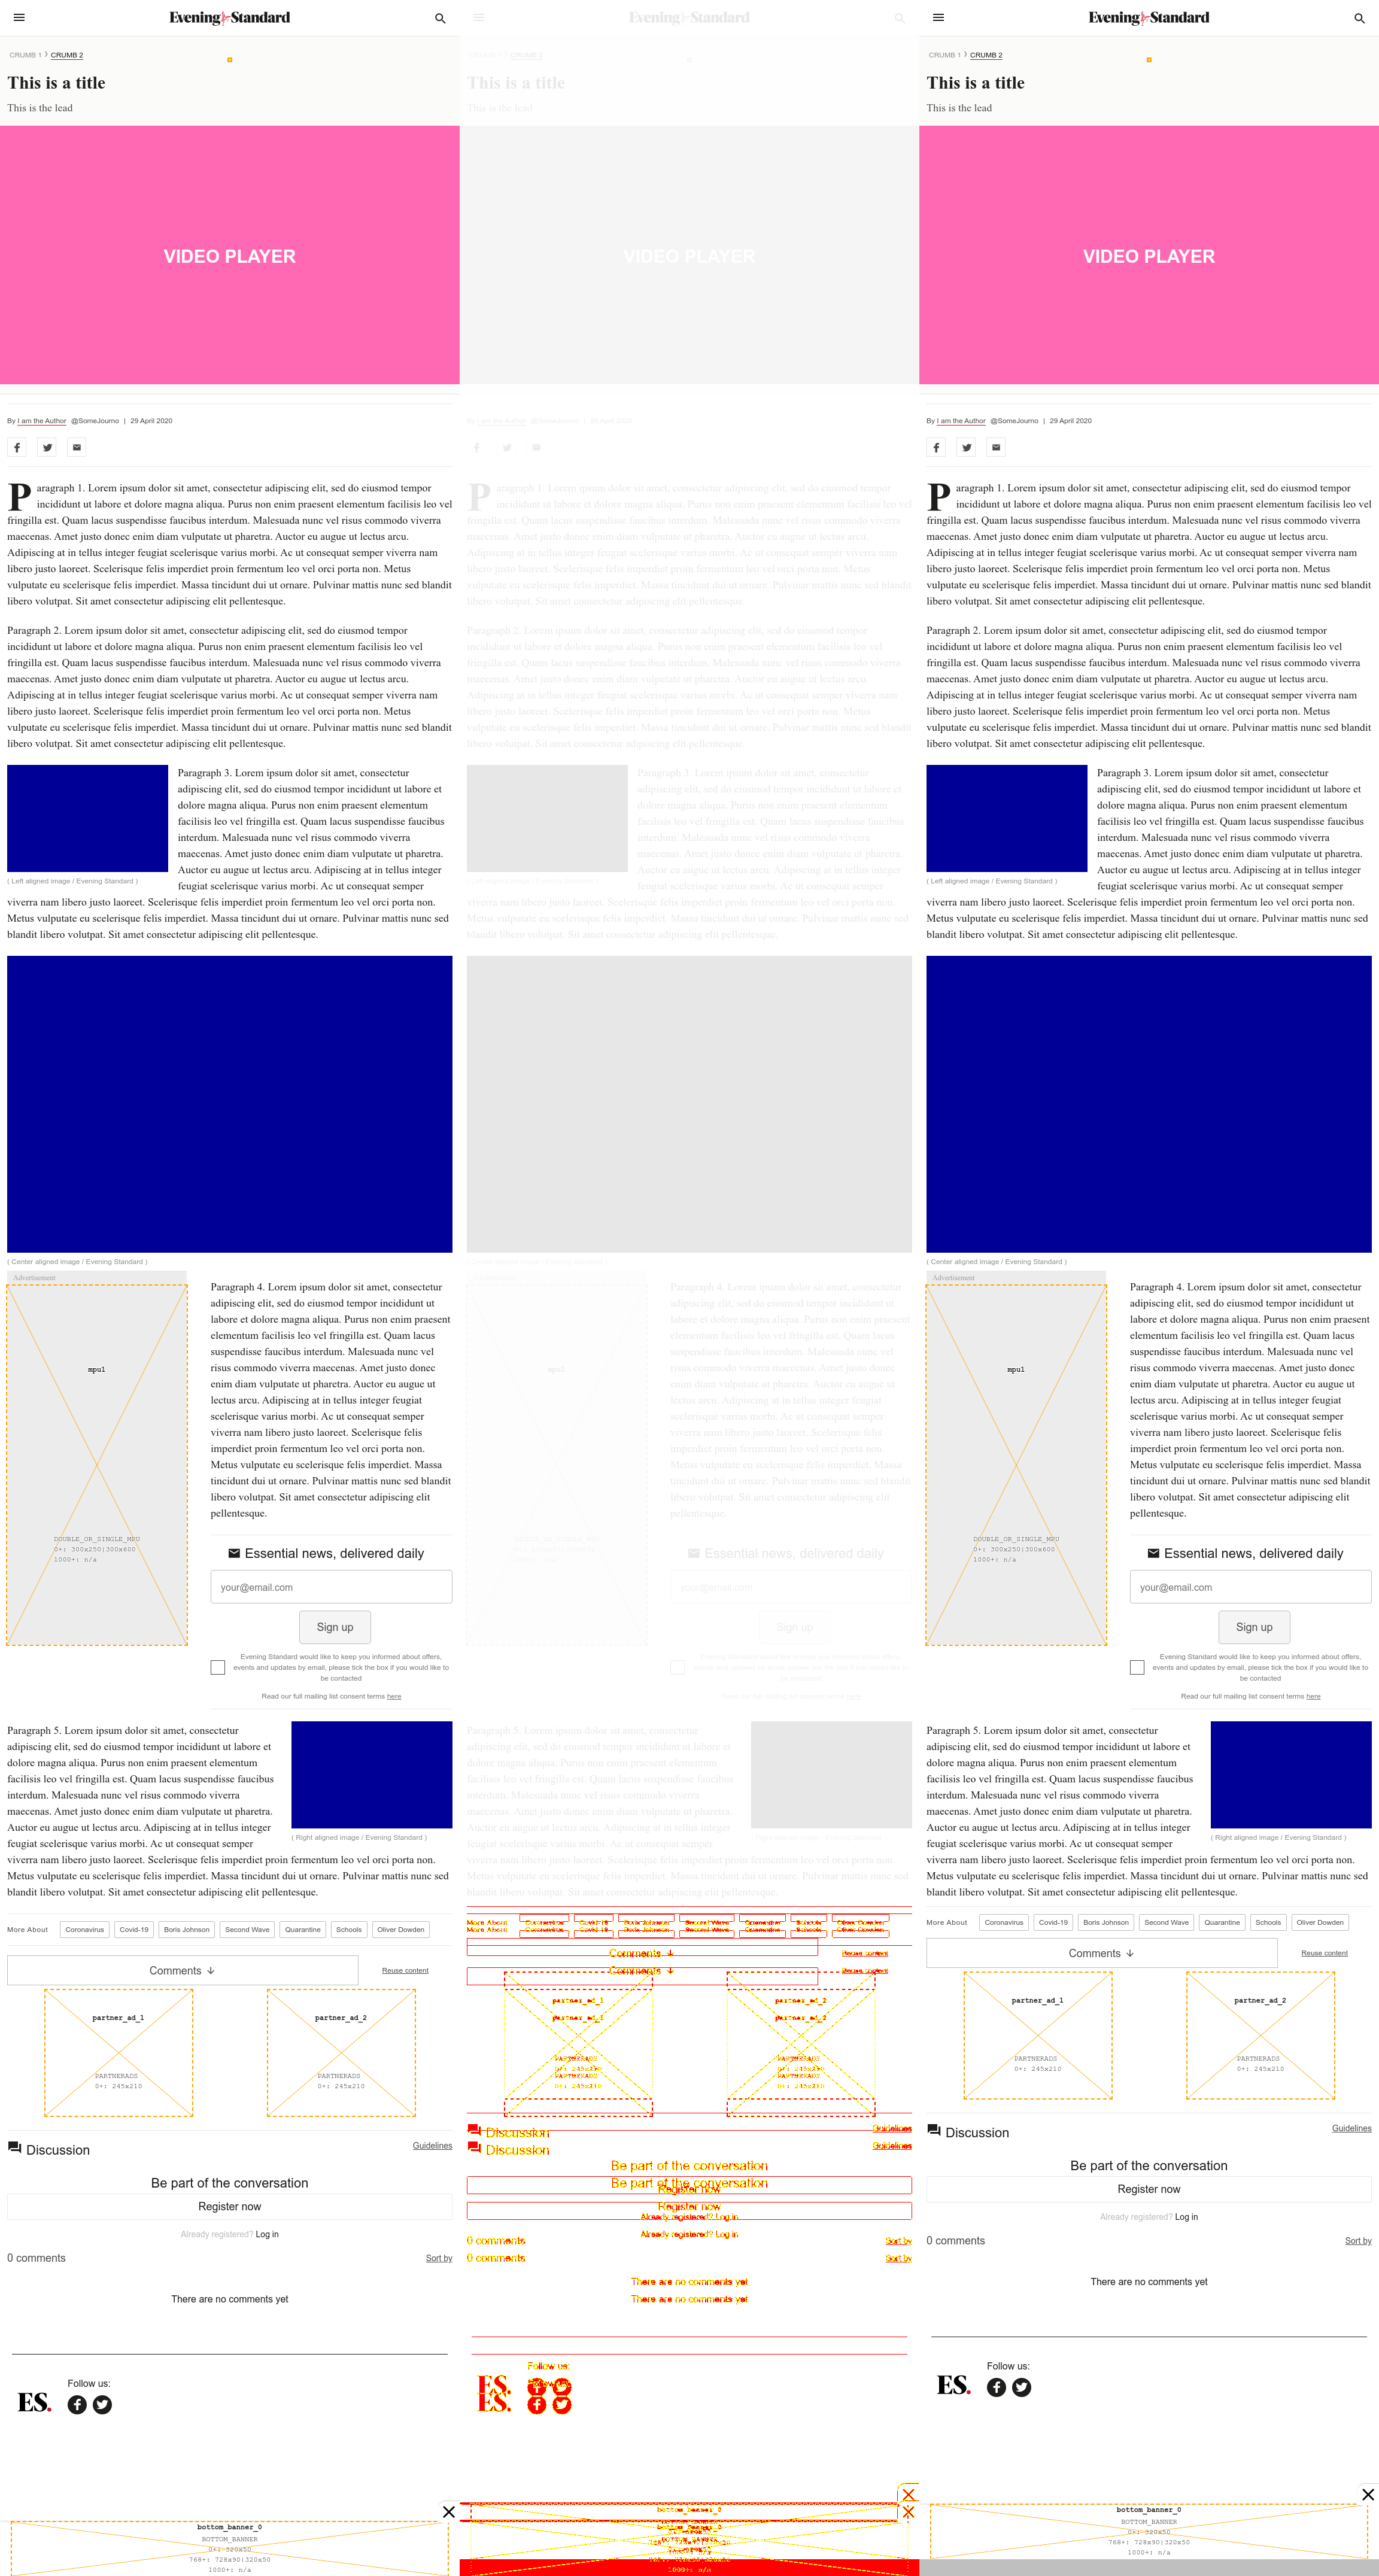 Evening Standard
CRUMB 1 › CRUMB 2
This is a title
This is the lead
VIDEO PLAYER
By I am the Author @SomeJourno | 29 April 2020
Paragraph 1. Lorem ipsum dolor sit amet, consectetur adipiscing elit, sed do eiusmod tempor
incididunt ut labore et dolore magna aliqua. Purus non enim praesent elementum facilisis leo vel
fringilla est. Quam lacus suspendisse faucibus interdum. Malesuada nunc vel risus commodo viverra
maecenas. Amet justo donec enim diam vulputate ut pharetra. Auctor eu augue ut lectus arcu.
Adipiscing at in tellus integer feugiat scelerisque varius morbi. Ac ut consequat semper viverra nam
libero justo laoreet. Scelerisque felis imperdiet proin fermentum leo vel orci porta non. Metus
vulputate eu scelerisque felis imperdiet. Massa tincidunt dui ut ornare. Pulvinar mattis nunc sed blandit
libero volutpat. Sit amet consectetur adipiscing elit pellentesque.
Paragraph 2. Lorem ipsum dolor sit amet, consectetur adipiscing elit, sed do eiusmod tempor
incididunt ut labore et dolore magna aliqua. Purus non enim praesent elementum facilisis leo vel
fringilla est. Quam lacus suspendisse faucibus interdum. Malesuada nunc vel risus commodo viverra
maecenas. Amet justo donec enim diam vulputate ut pharetra. Auctor eu augue ut lectus arcu.
Adipiscing at in tellus integer feugiat scelerisque varius morbi. Ac ut consequat semper viverra nam
libero justo laoreet. Scelerisque felis imperdiet proin fermentum leo vel orci porta non. Metus
vulputate eu scelerisque felis imperdiet. Massa tincidunt dui ut ornare. Pulvinar mattis nunc sed blandit
libero volutpat. Sit amet consectetur adipiscing elit pellentesque.
Paragraph 3. Lorem ipsum dolor sit amet, consectetur
adipiscing elit, sed do eiusmod tempor incididunt ut labore et
dolore magna aliqua. Purus non enim praesent elementum
facilisis leo vel fringilla est. Quam lacus suspendisse faucibus
interdum. Malesuada nunc vel risus commodo viverra
maecenas. Amet justo donec enim diam vulputate ut pharetra.
Auctor eu augue ut lectus arcu. Adipiscing at in tellus integer
( Left aligned image / Evening Standard )
feugiat scelerisque varius morbi. Ac ut consequat semper
viverra nam libero justo laoreet. Scelerisque felis imperdiet proin fermentum leo vel orci porta non.
Metus vulputate eu scelerisque felis imperdiet. Massa tincidunt dui ut ornare. Pulvinar mattis nunc sed
blandit libero volutpat. Sit amet consectetur adipiscing elit pellentesque.
( Center aligned image / Evening Standard )
Advertisement
mpu1
DOUBLE_OR_SINGLE_MPU
0+: 300x250|300x600
1000+: n/a
Paragraph 4. Lorem ipsum dolor sit amet, consectetur
adipiscing elit, sed do eiusmod tempor incididunt ut
labore et dolore magna aliqua. Purus non enim praesent
elementum facilisis leo vel fringilla est. Quam lacus
suspendisse faucibus interdum. Malesuada nunc vel
risus commodo viverra maecenas. Amet justo donec
enim diam vulputate ut pharetra. Auctor eu augue ut
lectus arcu. Adipiscing at in tellus integer feugiat
scelerisque varius morbi. Ac ut consequat semper
viverra nam libero justo laoreet. Scelerisque felis
imperdiet proin fermentum leo vel orci porta non.
Metus vulputate eu scelerisque felis imperdiet. Massa
tincidunt dui ut ornare. Pulvinar mattis nunc sed blandit
libero volutpat. Sit amet consectetur adipiscing elit
pellentesque.
Essential news, delivered daily
your@email.com
Sign up
Evening Standard would like to keep you informed about offers,
events and updates by email, please tick the box if you would like to
be contacted
Read our full mailing list consent terms here
Paragraph 5. Lorem ipsum dolor sit amet, consectetur
adipiscing elit, sed do eiusmod tempor incididunt ut labore et
dolore magna aliqua. Purus non enim praesent elementum
facilisis leo vel fringilla est. Quam lacus suspendisse faucibus
interdum. Malesuada nunc vel risus commodo viverra
maecenas. Amet justo donec enim diam vulputate ut pharetra.
Auctor eu augue ut lectus arcu. Adipiscing at in tellus integer
feugiat scelerisque varius morbi. Ac ut consequat semper
( Right aligned image / Evening Standard )
viverra nam libero justo laoreet. Scelerisque felis imperdiet proin fermentum leo vel orci porta non.
Metus vulputate eu scelerisque felis imperdiet. Massa tincidunt dui ut ornare. Pulvinar mattis nunc sed
blandit libero volutpat. Sit amet consectetur adipiscing elit pellentesque.
More About Coronavirus Covid-19 Boris Johnson Second Wave Quarantine Schools Oliver Dowden
Comments ↓ Reuse content
partner_ad_1 partner_ad_2
PARTNERADS PARTNERADS
0+: 245x210 0+: 245x210
Discussion Guidelines
Be part of the conversation
Register now
Already registered? Log in
0 comments Sort by
There are no comments yet
Follow us:
ES.
bottom_banner_0
BOTTOM_BANNER
0+: 320x50
768+: 728x90|320x50
1000+: n/a